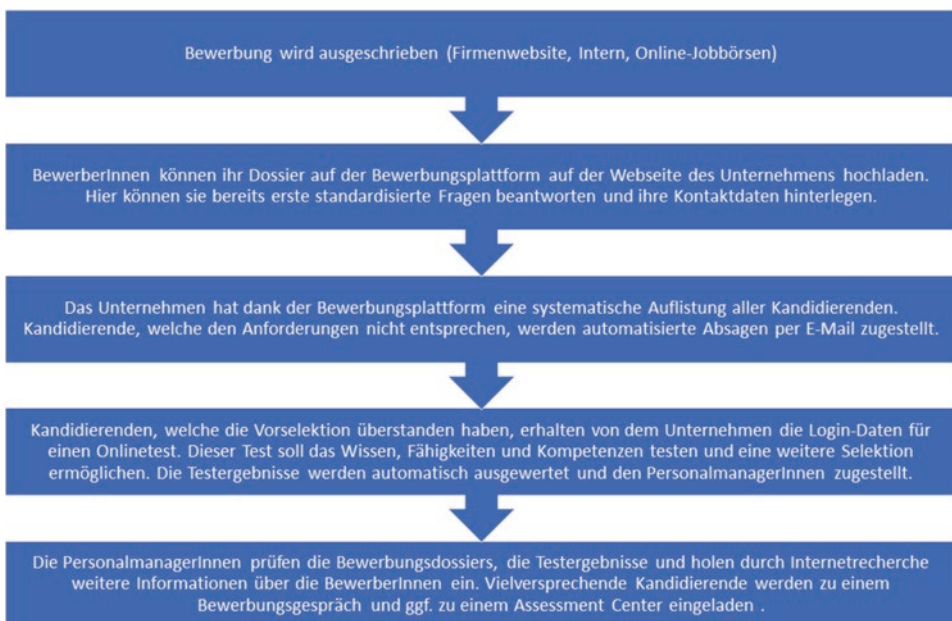 Bewerbung wird ausgeschrieben (Firmenwebsite, Intern, Online-Jobbörsen)
BewerberInnen können ihr Dossier auf der Bewerbungsplattform auf der Webseite des Unternehmens hochladen.
Hier können sie bereits erste standardisierte Fragen beantworten und ihre Kontaktdaten hinterlegen.
Das Unternehmen hat dank der Bewerbungsplattform eine systematische Auflistung aller Kandidierenden.
Kandidierende, welche den Anforderungen nicht entsprechen, werden automatisierte Absagen per E-Mail zugestellt.
Kandidierenden, welche die Vorselektion überstanden haben, erhalten von dem Unternehmen die Login-Daten für
einen Onlinetest. Dieser Test soll das Wissen, Fähigkeiten und Kompetenzen testen und eine weitere Selektion
ermöglichen. Die Testergebnisse werden automatisch ausgewertet und den PersonalmanagerInnen zugestellt.
Die PersonalmanagerInnen prüfen die Bewerbungsdossiers, die Testergebnisse und holen durch Internetrecherche
weitere Informationen über die BewerberInnen ein. Vielversprechende Kandidierende werden zu einem
Bewerbungsgespräch und ggf. zu einem Assessment Center eingeladen .